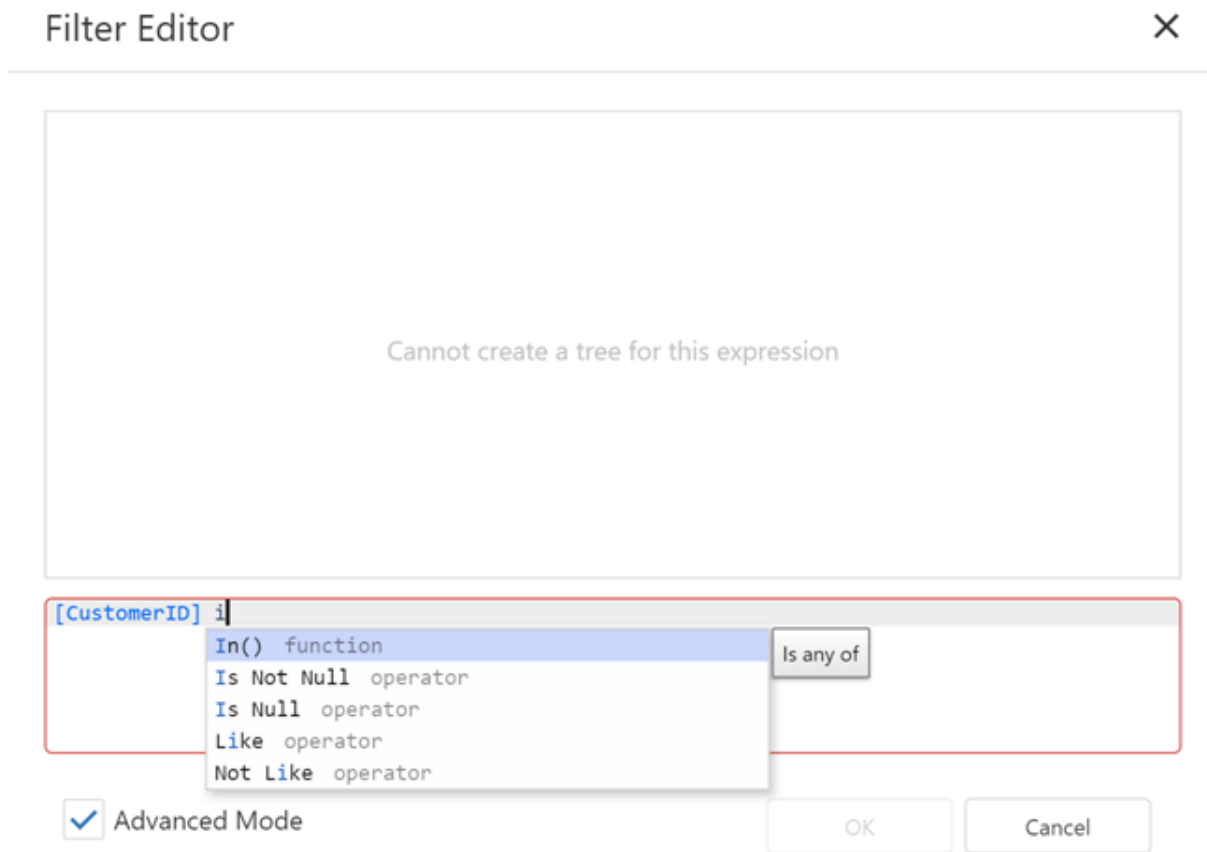 Filter Editor
Cannot create a tree for this expression
[CustomerID] i
In() function
Is any of
Is Not Null operator
Is Null operator
Like operator
Not Like operator
Advanced Mode
OK
Cancel